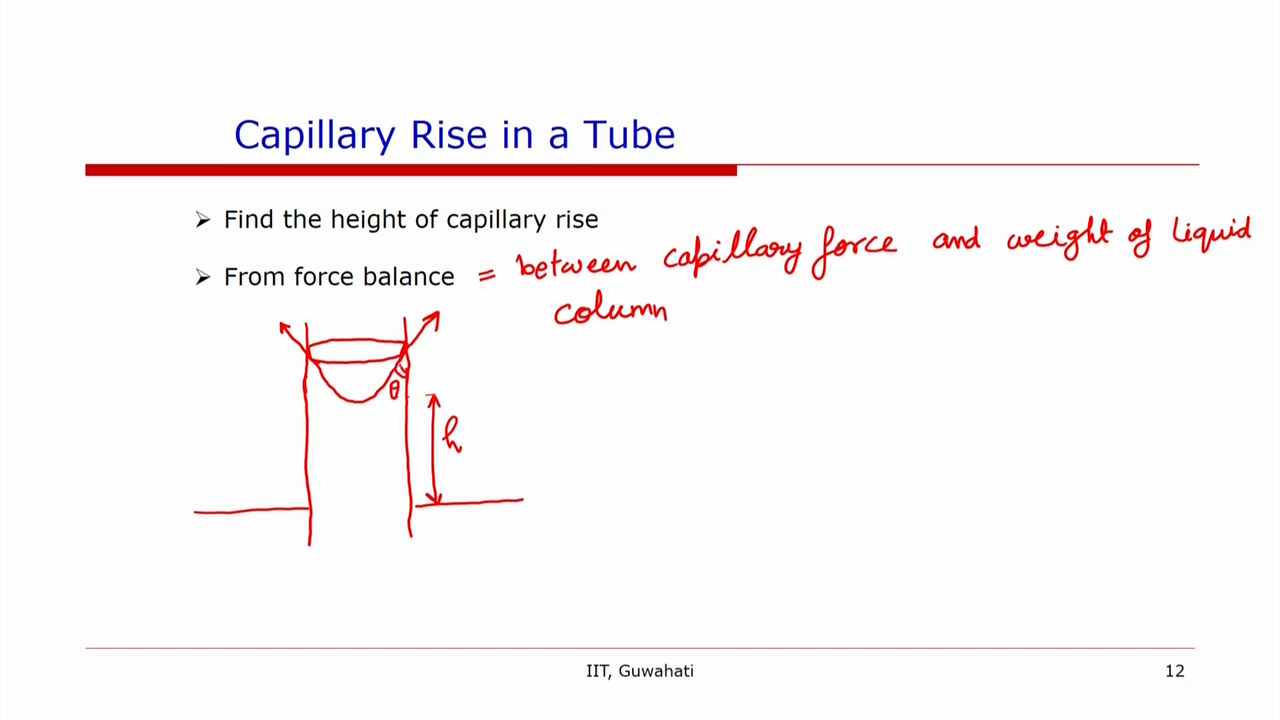 Capillary Rise in a Tube
➢ Find the height of capillary rise
➢ From force balance = between capillary force and weight of liquid
column
θ
h
IIT, Guwahati
12